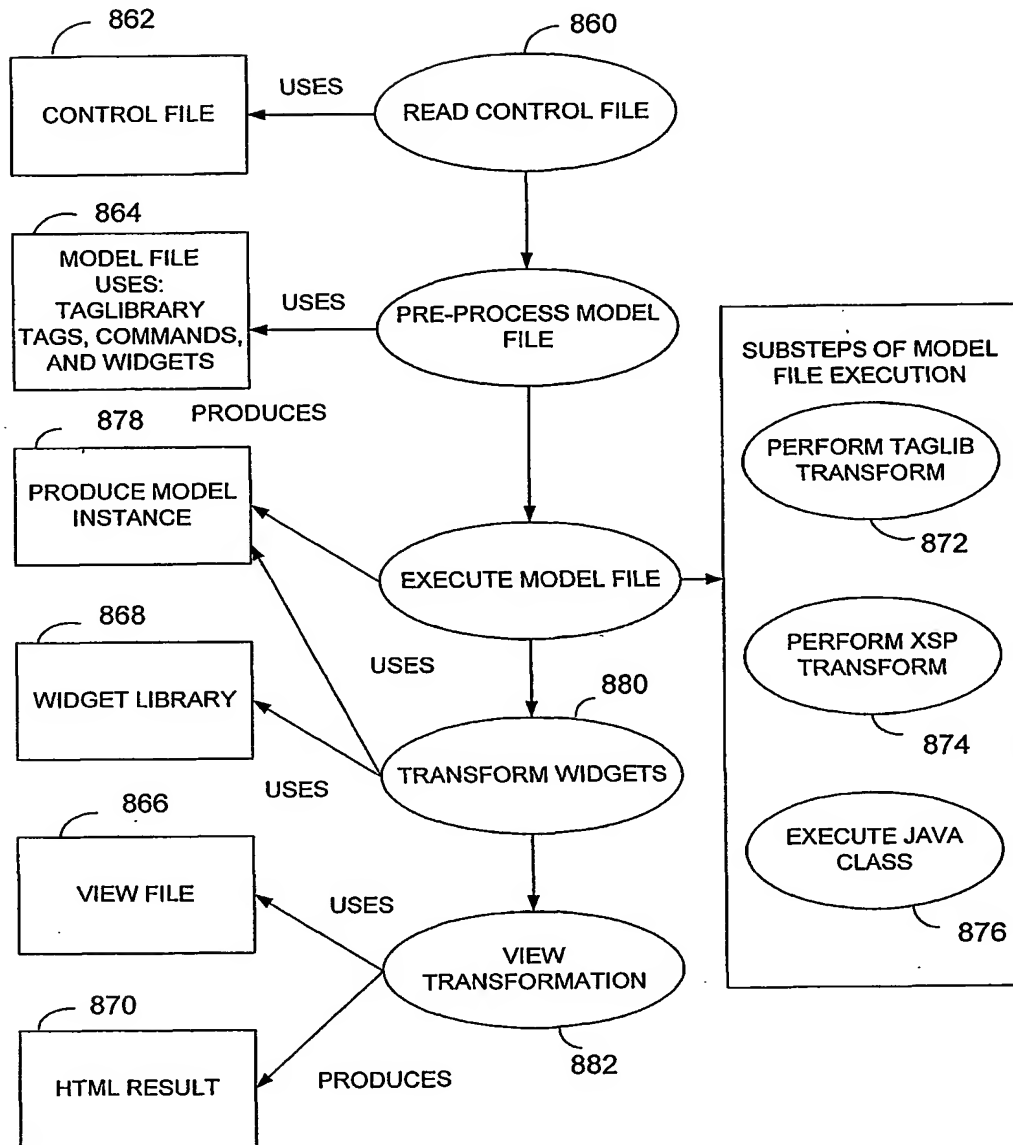 862
860
CONTROL FILE
USES
READ CONTROL FILE
864
MODEL FILE
USES:
TAGLIBRARY
TAGS, COMMANDS,
AND WIDGETS
USES
PRE-PROCESS MODEL
FILE
SUBSTEPS OF MODEL
FILE EXECUTION
PERFORM TAGLIB
TRANSFORM
872
PERFORM XSP
TRANSFORM
874
EXECUTE JAVA
CLASS
876
878
PRODUCES
PRODUCE MODEL
INSTANCE
EXECUTE MODEL FILE
868
USES
880
WIDGET LIBRARY
TRANSFORM WIDGETS
866
USES
VIEW FILE
USES
VIEW
TRANSFORMATION
882
870
HTML RESULT
PRODUCES